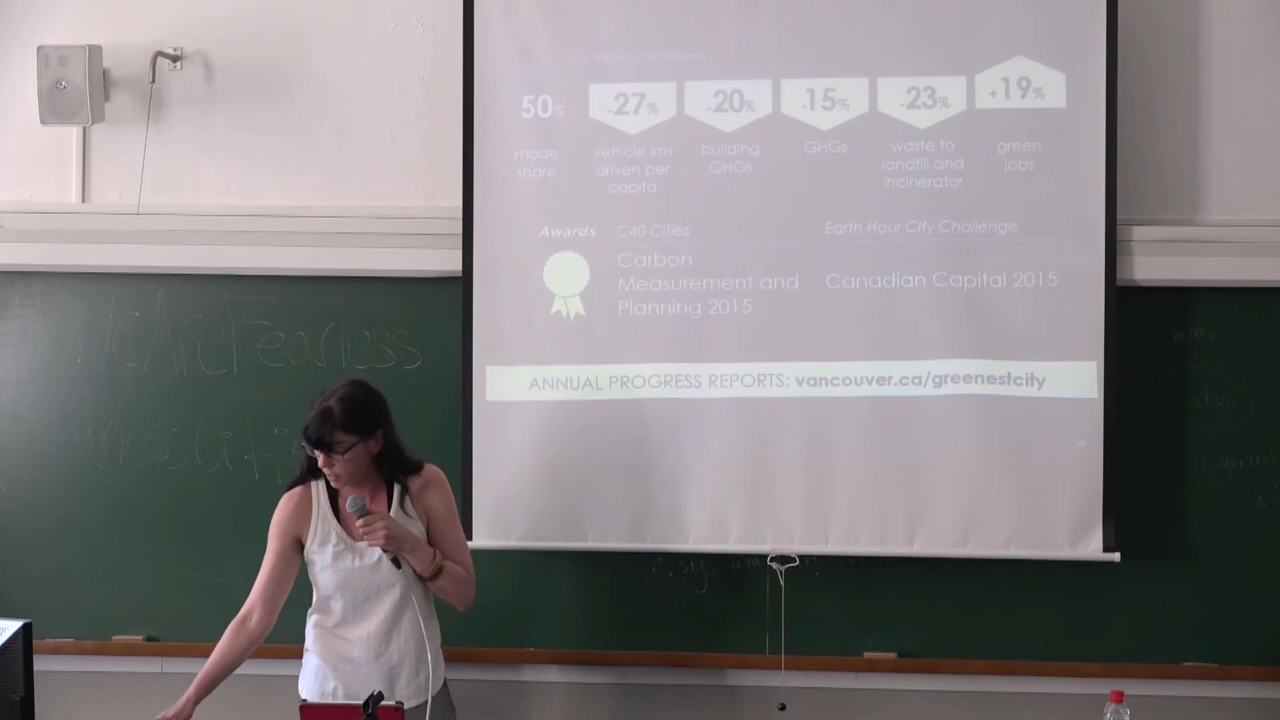 50%
-27%
-20%
-15%
-23%
+19%
mode
share
vehicle km
driven per
capita
building
GHGs
GHGs
waste to
landfill and
incinerator
green
jobs
Awards
C40 Cities
Earth Hour City Challenge
Carbon
Measurement and
Planning 2015
Canadian Capital 2015
ANNUAL PROGRESS REPORTS: vancouver.ca/greenestcity
Fearless